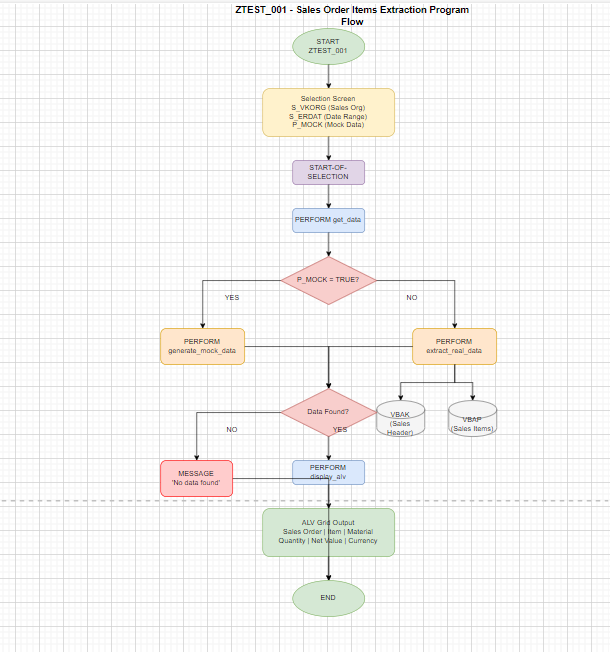 ZTEST_001 - Sales Order Items Extraction Program
Flow
START
ZTEST_001
Selection Screen
S_VKORG (Sales Org)
S_ERDAT (Date Range)
P_MOCK (Mock Data)
START-OF-
SELECTION
PERFORM get_data
P_MOCK = TRUE?
YES
NO
PERFORM
generate_mock_data
PERFORM
extract_real_data
Data Found?
NO
YES
VBAK
(Sales
Header)
VBAP
(Sales Items)
MESSAGE
'No data found'
PERFORM
display_alv
ALV Grid Output
Sales Order | Item | Material
Quantity | Net Value | Currency
END